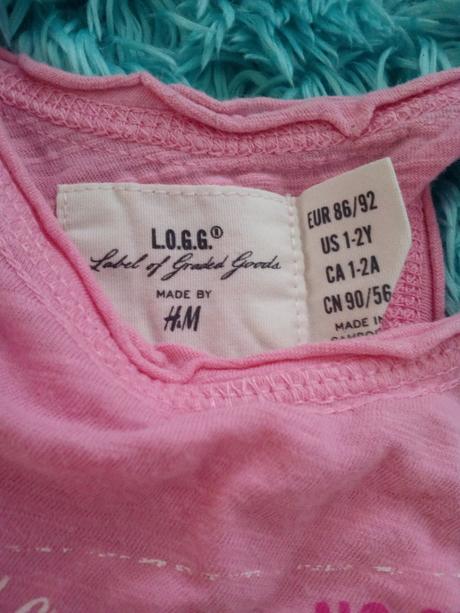 L.O.G.G.®
Label of Graded Goods
MADE BY
H&M
EUR 86/92
US 1-2Y
CA 1-2A
CN 90/56
MADE IN